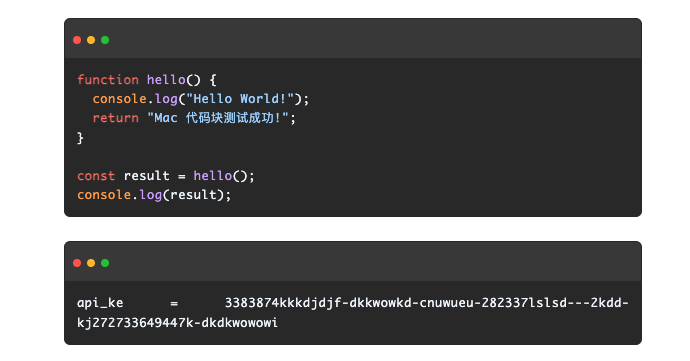 function hello() {
  console.log("Hello World!");
  return "Mac 代码块测试成功!";
}
const result = hello();
console.log(result);
api_ke = 3383874kkkdjdjf-dkkwowkd-cnuwueu-282337lslsd---2kdd-
kj272733649447k-dkdkwowowi